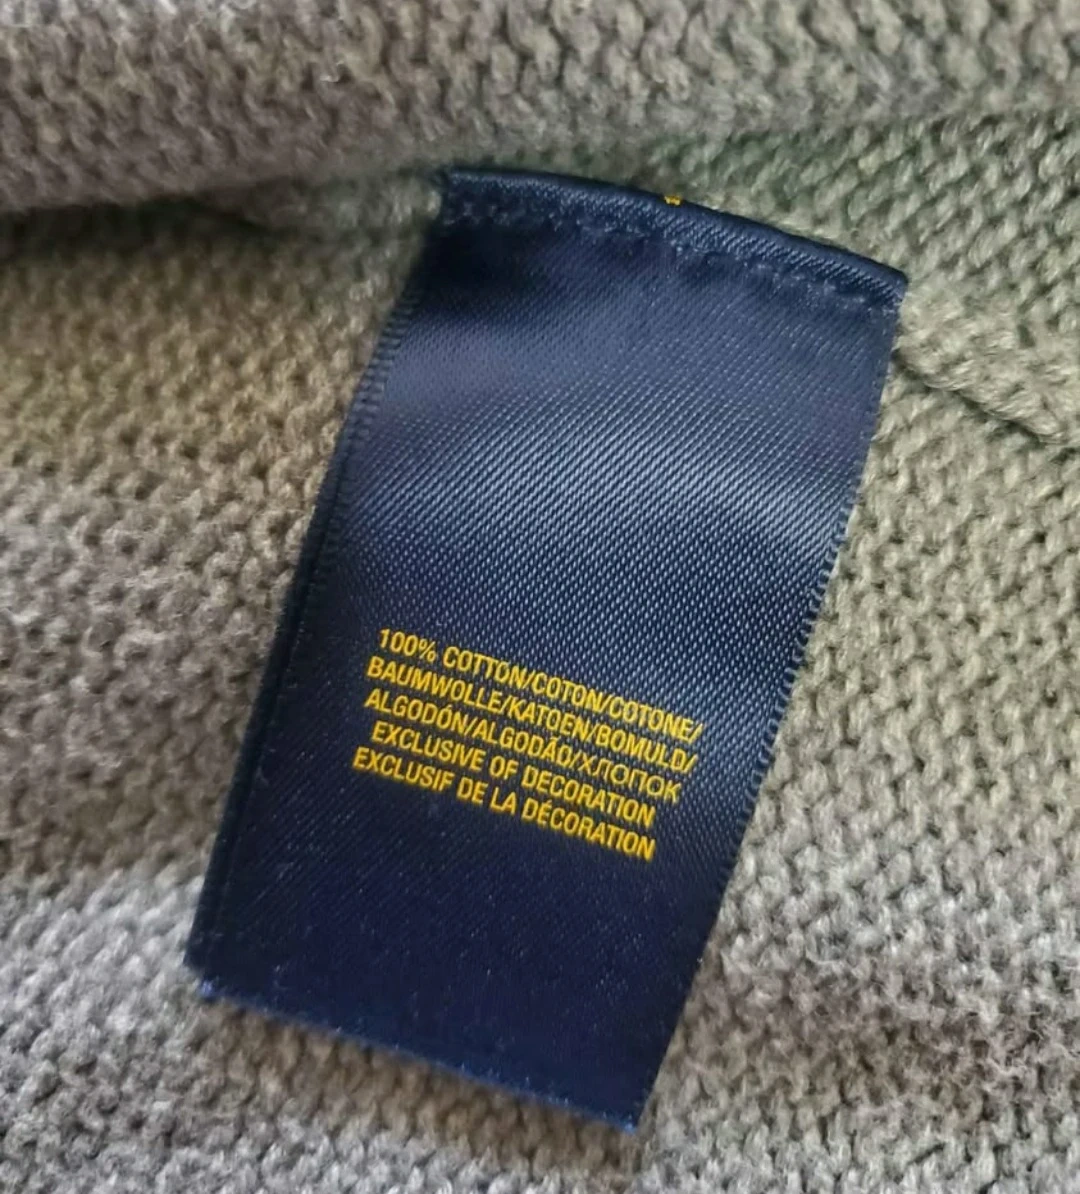 100% COTTON/COTON/COTONE/
BAUMWOLLE/KATOEN/BOMULD/
ALGODÓN/ALGODÃO/ХЛОПОК
EXCLUSIVE OF DECORATION
EXCLUSIF DE LA DÉCORATION